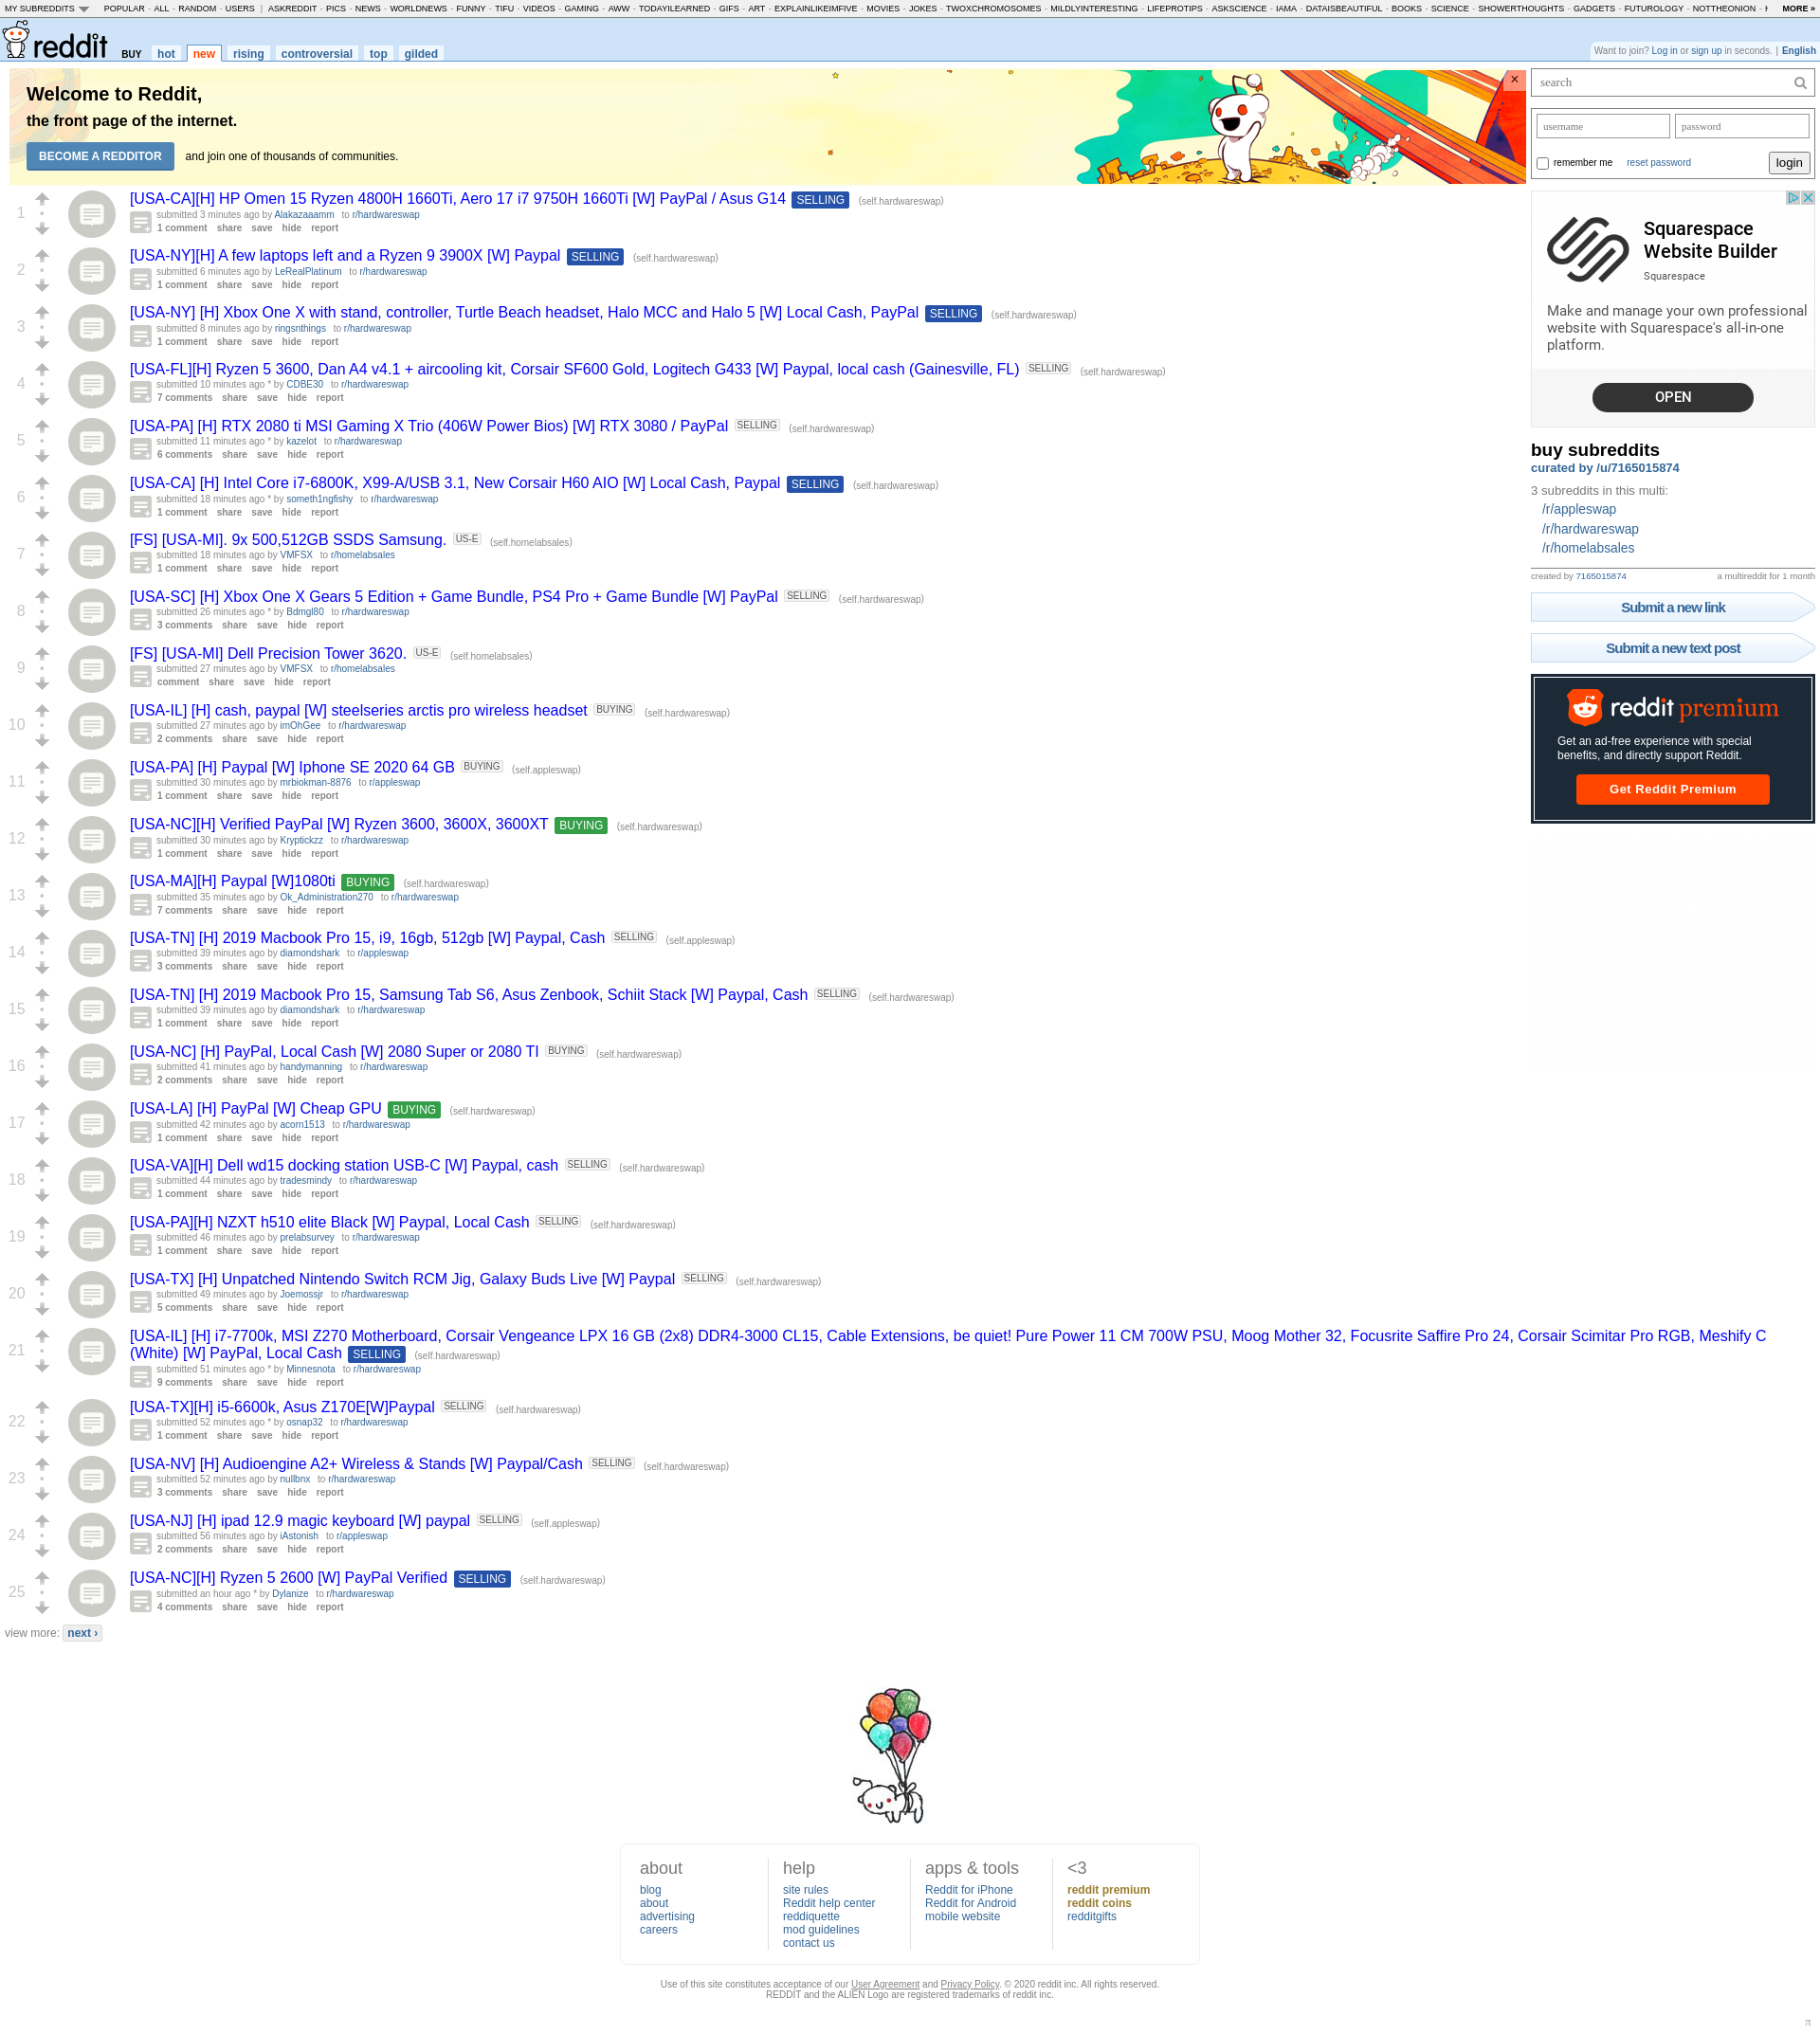 MY SUBREDDITS POPULAR - ALL - RANDOM - USERS | ASKREDDIT - PICS - NEWS - WORLDNEWS - FUNNY - TIFU - VIDEOS - GAMING - AWW - TODAYILEARNED - GIFS - ART - EXPLAINLIKEIMFIVE - MOVIES - JOKES - TWOXCHROMOSOMES - MILDLYINTERESTING - LIFEPROTIPS - ASKSCIENCE - IAMA - DATAISBEAUTIFUL - BOOKS - SCIENCE - SHOWERTHOUGHTS - GADGETS - FUTUROLOGY - NOTTHEONION - MORE »
reddit BUY hot new rising controversial top gilded
Want to join? Log in or sign up in seconds. | English
Welcome to Reddit,
the front page of the internet.
BECOME A REDDITOR and join one of thousands of communities.
×
search
username password
remember me reset password login
1
[USA-CA][H] HP Omen 15 Ryzen 4800H 1660Ti, Aero 17 i7 9750H 1660Ti [W] PayPal / Asus G14 SELLING (self.hardwareswap)
submitted 3 minutes ago by Alakazaaamm to r/hardwareswap
1 comment share save hide report
2
[USA-NY][H] A few laptops left and a Ryzen 9 3900X [W] Paypal SELLING (self.hardwareswap)
submitted 6 minutes ago by LeRealPlatinum to r/hardwareswap
1 comment share save hide report
3
[USA-NY] [H] Xbox One X with stand, controller, Turtle Beach headset, Halo MCC and Halo 5 [W] Local Cash, PayPal SELLING (self.hardwareswap)
submitted 8 minutes ago by ringsnthings to r/hardwareswap
1 comment share save hide report
4
[USA-FL][H] Ryzen 5 3600, Dan A4 v4.1 + aircooling kit, Corsair SF600 Gold, Logitech G433 [W] Paypal, local cash (Gainesville, FL) SELLING (self.hardwareswap)
submitted 10 minutes ago * by CDBE30 to r/hardwareswap
7 comments share save hide report
5
[USA-PA] [H] RTX 2080 ti MSI Gaming X Trio (406W Power Bios) [W] RTX 3080 / PayPal SELLING (self.hardwareswap)
submitted 11 minutes ago * by kazelot to r/hardwareswap
6 comments share save hide report
6
[USA-CA] [H] Intel Core i7-6800K, X99-A/USB 3.1, New Corsair H60 AIO [W] Local Cash, Paypal SELLING (self.hardwareswap)
submitted 18 minutes ago * by someth1ngfishy to r/hardwareswap
1 comment share save hide report
7
[FS] [USA-MI]. 9x 500,512GB SSDS Samsung. US-E (self.homelabsales)
submitted 18 minutes ago by VMFSX to r/homelabsales
1 comment share save hide report
8
[USA-SC] [H] Xbox One X Gears 5 Edition + Game Bundle, PS4 Pro + Game Bundle [W] PayPal SELLING (self.hardwareswap)
submitted 26 minutes ago * by Bdmgl80 to r/hardwareswap
3 comments share save hide report
9
[FS] [USA-MI] Dell Precision Tower 3620. US-E (self.homelabsales)
submitted 27 minutes ago by VMFSX to r/homelabsales
comment share save hide report
10
[USA-IL] [H] cash, paypal [W] steelseries arctis pro wireless headset BUYING (self.hardwareswap)
submitted 27 minutes ago by imOhGee to r/hardwareswap
2 comments share save hide report
11
[USA-PA] [H] Paypal [W] Iphone SE 2020 64 GB BUYING (self.appleswap)
submitted 30 minutes ago by mrbiokman-8876 to r/appleswap
1 comment share save hide report
12
[USA-NC][H] Verified PayPal [W] Ryzen 3600, 3600X, 3600XT BUYING (self.hardwareswap)
submitted 30 minutes ago by Kryptickzz to r/hardwareswap
1 comment share save hide report
13
[USA-MA][H] Paypal [W]1080ti BUYING (self.hardwareswap)
submitted 35 minutes ago by Ok_Administration270 to r/hardwareswap
7 comments share save hide report
14
[USA-TN] [H] 2019 Macbook Pro 15, i9, 16gb, 512gb [W] Paypal, Cash SELLING (self.appleswap)
submitted 39 minutes ago by diamondshark to r/appleswap
3 comments share save hide report
15
[USA-TN] [H] 2019 Macbook Pro 15, Samsung Tab S6, Asus Zenbook, Schiit Stack [W] Paypal, Cash SELLING (self.hardwareswap)
submitted 39 minutes ago by diamondshark to r/hardwareswap
1 comment share save hide report
16
[USA-NC] [H] PayPal, Local Cash [W] 2080 Super or 2080 TI BUYING (self.hardwareswap)
submitted 41 minutes ago by handymanning to r/hardwareswap
2 comments share save hide report
17
[USA-LA] [H] PayPal [W] Cheap GPU BUYING (self.hardwareswap)
submitted 42 minutes ago by acorn1513 to r/hardwareswap
1 comment share save hide report
18
[USA-VA][H] Dell wd15 docking station USB-C [W] Paypal, cash SELLING (self.hardwareswap)
submitted 44 minutes ago by tradesmindy to r/hardwareswap
1 comment share save hide report
19
[USA-PA][H] NZXT h510 elite Black [W] Paypal, Local Cash SELLING (self.hardwareswap)
submitted 46 minutes ago by prelabsurvey to r/hardwareswap
1 comment share save hide report
20
[USA-TX] [H] Unpatched Nintendo Switch RCM Jig, Galaxy Buds Live [W] Paypal SELLING (self.hardwareswap)
submitted 49 minutes ago by Joemossjr to r/hardwareswap
5 comments share save hide report
21
[USA-IL] [H] i7-7700k, MSI Z270 Motherboard, Corsair Vengeance LPX 16 GB (2x8) DDR4-3000 CL15, Cable Extensions, be quiet! Pure Power 11 CM 700W PSU, Moog Mother 32, Focusrite Saffire Pro 24, Corsair Scimitar Pro RGB, Meshify C
(White) [W] PayPal, Local Cash SELLING (self.hardwareswap)
submitted 51 minutes ago * by Minnesnota to r/hardwareswap
9 comments share save hide report
22
[USA-TX][H] i5-6600k, Asus Z170E[W]Paypal SELLING (self.hardwareswap)
submitted 52 minutes ago * by osnap32 to r/hardwareswap
1 comment share save hide report
23
[USA-NV] [H] Audioengine A2+ Wireless & Stands [W] Paypal/Cash SELLING (self.hardwareswap)
submitted 52 minutes ago by nullbnx to r/hardwareswap
3 comments share save hide report
24
[USA-NJ] [H] ipad 12.9 magic keyboard [W] paypal SELLING (self.appleswap)
submitted 56 minutes ago by iAstonish to r/appleswap
2 comments share save hide report
25
[USA-NC][H] Ryzen 5 2600 [W] PayPal Verified SELLING (self.hardwareswap)
submitted an hour ago * by Dylanize to r/hardwareswap
4 comments share save hide report
view more: next ›
Squarespace
Website Builder
Squarespace
Make and manage your own professional
website with Squarespace's all-in-one
platform.
OPEN
buy subreddits
curated by /u/7165015874
3 subreddits in this multi:
/r/appleswap
/r/hardwareswap
/r/homelabsales
created by 7165015874 a multireddit for 1 month
Submit a new link
Submit a new text post
reddit premium
Get an ad-free experience with special
benefits, and directly support Reddit.
Get Reddit Premium
about
blog
about
advertising
careers
help
site rules
Reddit help center
reddiquette
mod guidelines
contact us
apps & tools
Reddit for iPhone
Reddit for Android
mobile website
<3
reddit premium
reddit coins
redditgifts
Use of this site constitutes acceptance of our User Agreement and Privacy Policy. © 2020 reddit inc. All rights reserved.
REDDIT and the ALIEN Logo are registered trademarks of reddit inc.
π